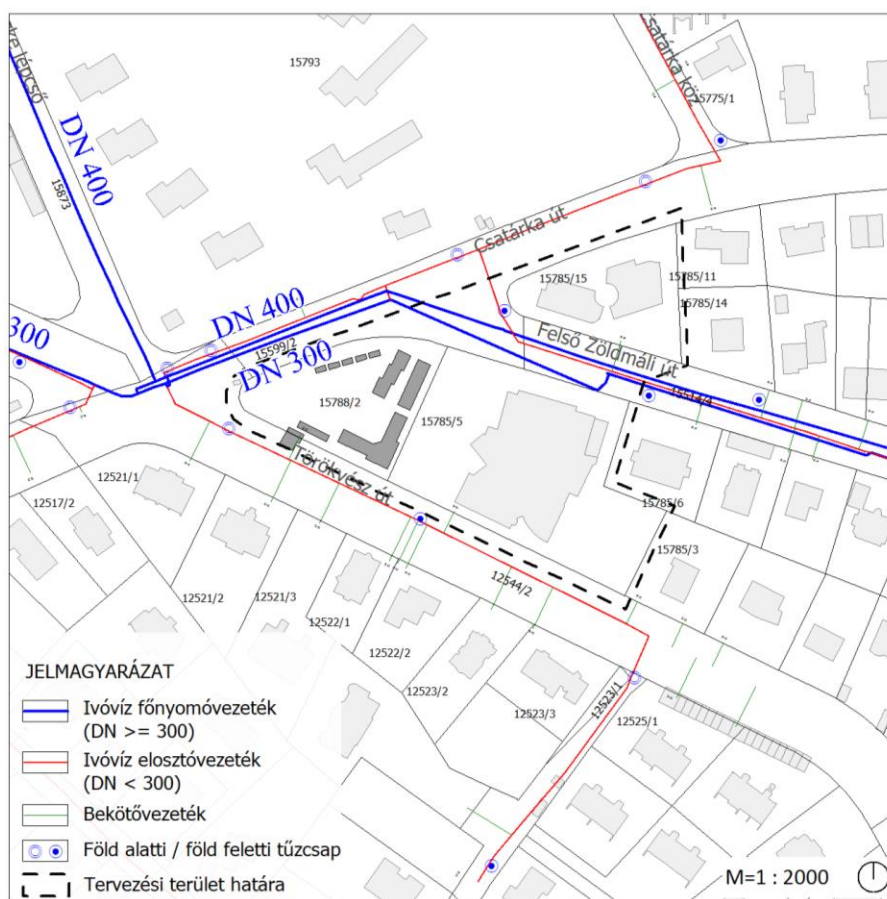 15793
Csatárka köz
15775/1
ke lépcső
DN 400
15873
Csatárka út
15785/11
15785/15
15785/14
DN 400
300
15599/2
DN 300
Felső Zöldmáli út
15514/4
15788/2
15785/5
Törökvész út
12521/1
12517/2
15785/6
15785/3
12544/2
12521/2
12521/3
12522/1
12522/2
12523/2
12523/3
12523/1
12525/1
JELMAGYARÁZAT
Ivóvíz főnyomóvezeték
(DN >= 300)
Ivóvíz elosztóvezeték
(DN < 300)
Bekötővezeték
Föld alatti / föld feletti tűzcsap
Tervezési terület határa
M=1 : 2000